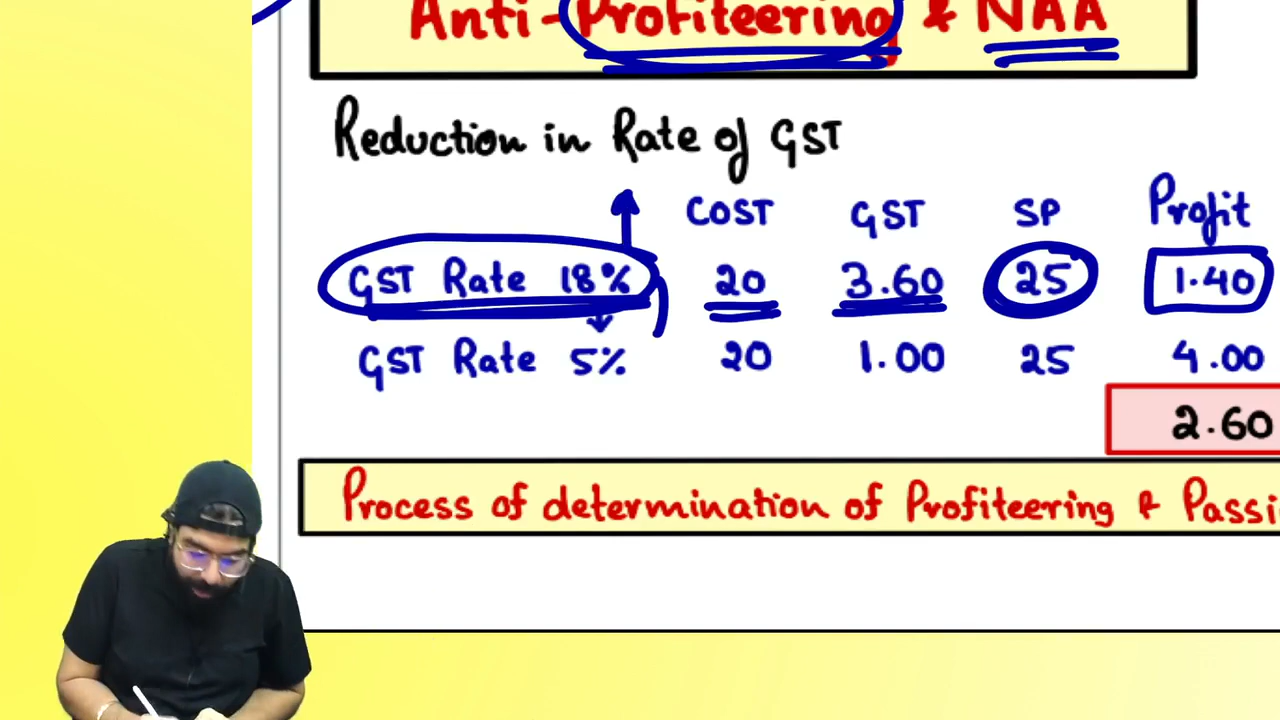 Anti-Profiteering & NAA
Reduction in Rate of GST
COST GST SP Profit
GST Rate 18% 20 3.60 25 1.40
GST Rate 5% 20 1.00 25 4.00
2.60
Process of determination of Profiteering & Passi